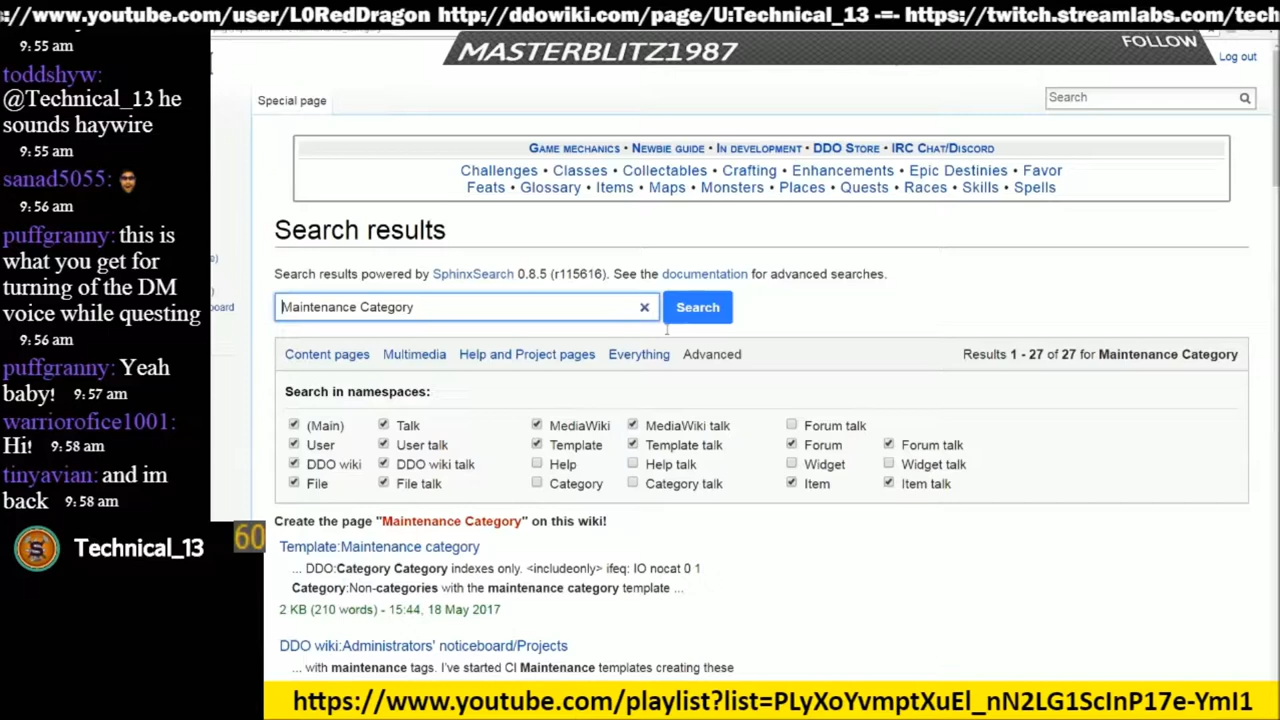 s://www.youtube.com/user/L0RedDragon http://ddowiki.com/page/U:Technical_13 -=- https://twitch.streamlabs.com/tech
9:55 am
toddshyw:
@Technical_13 he
sounds haywire
9:55 am
sanad5055:
9:56 am
puffgranny: this is
what you get for
turning of the DM
voice while questing
9:56 am
puffgranny: Yeah
baby! 9:57 am
warriorofice1001:
Hi! 9:58 am
tinyavian: and im
back 9:58 am
Technical_13
60
MASTERBLITZ1987
FOLLOW
Log out
Special page
Search
GAME MECHANICS • NEWBIE GUIDE • IN DEVELOPMENT • DDO STORE • IRC CHAT/DISCORD
Challenges • Classes • Collectables • Crafting • Enhancements • Epic Destinies • Favor
Feats • Glossary • Items • Maps • Monsters • Places • Quests • Races • Skills • Spells
Search results
Search results powered by SphinxSearch 0.8.5 (r115616). See the documentation for advanced searches.
oard
Maintenance Category
Search
Content pages Multimedia Help and Project pages Everything Advanced Results 1 - 27 of 27 for Maintenance Category
Search in namespaces:
(Main) Talk MediaWiki MediaWiki talk Forum talk
User User talk Template Template talk Forum Forum talk
DDO wiki DDO wiki talk Help Help talk Widget Widget talk
File File talk Category Category talk Item Item talk
Create the page "Maintenance Category" on this wiki!
Template:Maintenance category
... DDO:Category Category indexes only. <includeonly> ifeq: IO nocat 0 1
Category:Non-categories with the maintenance category template ...
2 KB (210 words) - 15:44, 18 May 2017
DDO wiki:Administrators' noticeboard/Projects
... with maintenance tags. I've started CI Maintenance templates creating these
https://www.youtube.com/playlist?list=PLyXoYvmptXuEl_nN2LG1ScInP17e-YmI1